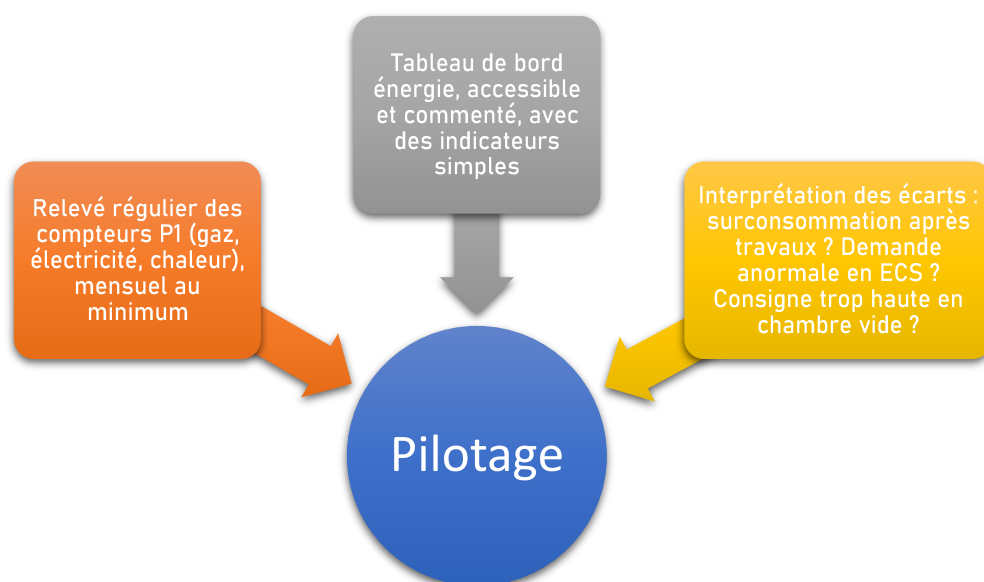 Tableau de bord
énergie, accessible
et commenté, avec
des indicateurs
simples
Relevé régulier des
compteurs P1 (gaz,
électricité, chaleur),
mensuel au
minimum
Interprétation des écarts :
surconsommation après
travaux ? Demande
anormale en ECS ?
Consigne trop haute en
chambre vide ?
Pilotage